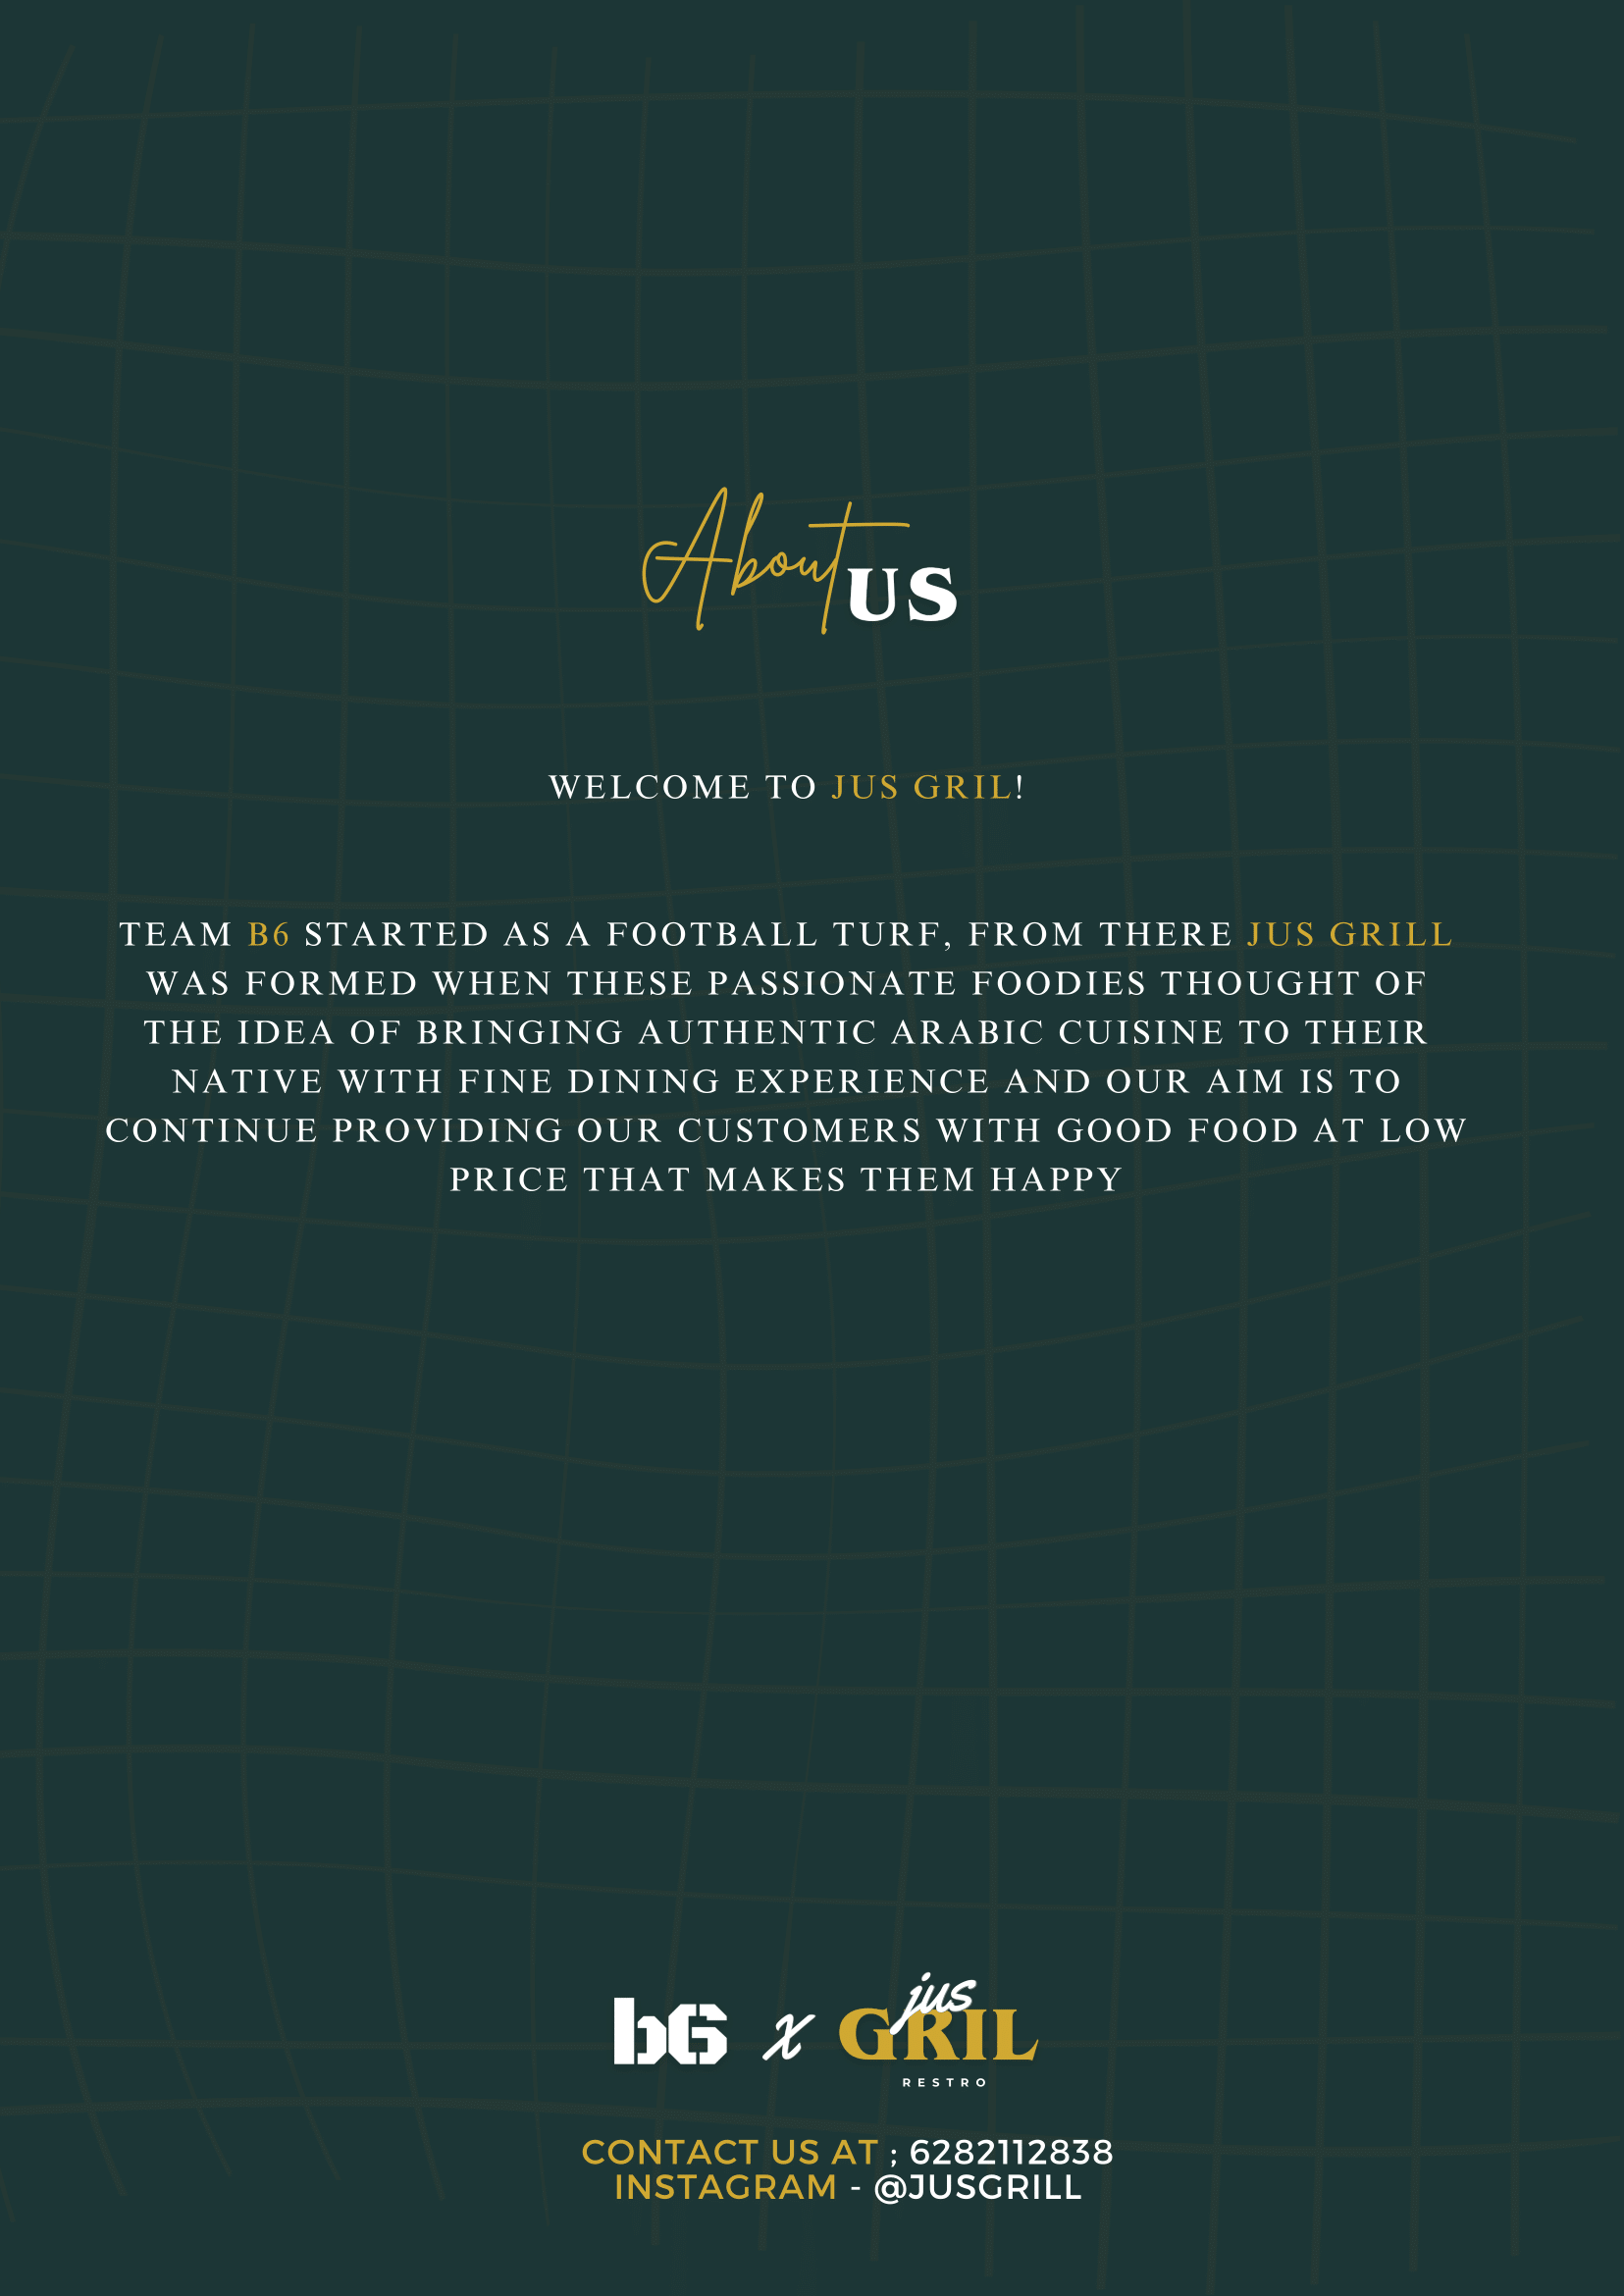 About US
WELCOME TO JUS GRIL!
TEAM B6 STARTED AS A FOOTBALL TURF, FROM THERE JUS GRILL
WAS FORMED WHEN THESE PASSIONATE FOODIES THOUGHT OF
THE IDEA OF BRINGING AUTHENTIC ARABIC CUISINE TO THEIR
NATIVE WITH FINE DINING EXPERIENCE AND OUR AIM IS TO
CONTINUE PROVIDING OUR CUSTOMERS WITH GOOD FOOD AT LOW
PRICE THAT MAKES THEM HAPPY
b6 x jus GRIL
RESTRO
CONTACT US AT ; 6282112838
INSTAGRAM - @JUSGRILL